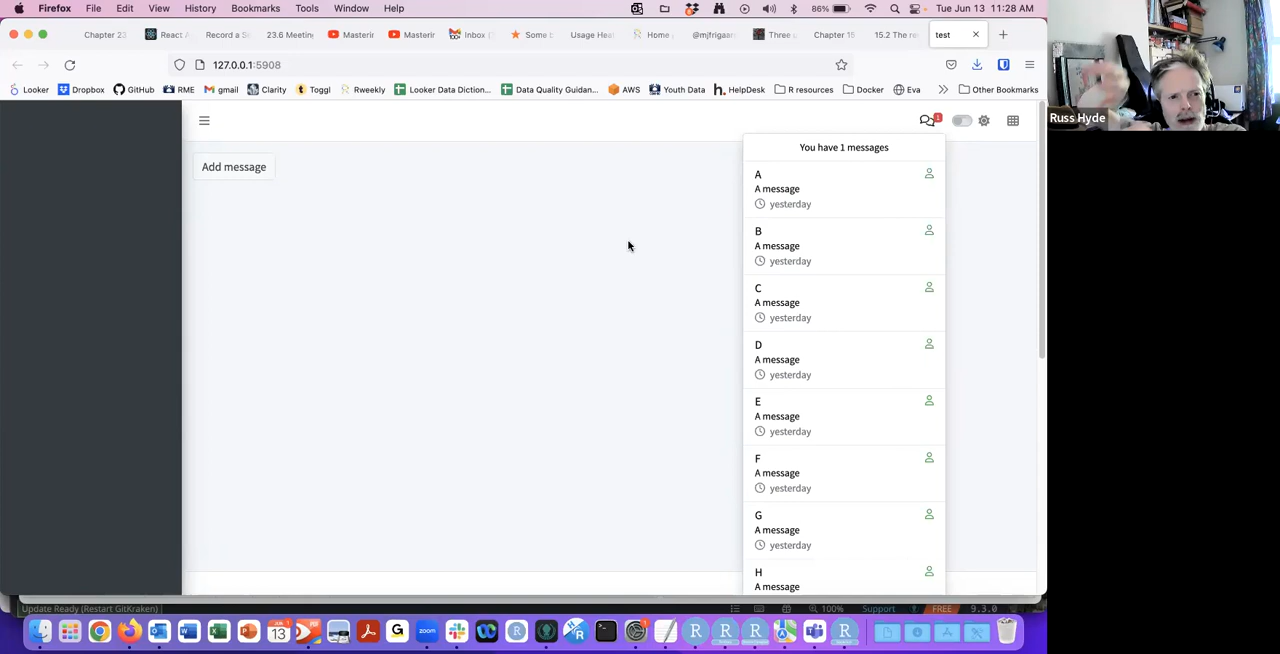 Firefox File Edit View History Bookmarks Tools Window Help 86% Tue Jun 13 11:28 AM
Chapter 23 React Record a S 23.6 Meetin Masterin Masterin Inbox Some b Usage Hea Home @mjfrigaar Three u Chapter 15 15.2 The re test
127.0.0.1:5908
Looker Dropbox GitHub RME gmail Clarity Toggl Rweekly Looker Data Diction... Data Quality Guidan... AWS Youth Data HelpDesk R resources Docker Eva Other Bookmarks
Russ Hyde
1
Add message
You have 1 messages
A
A message
yesterday
B
A message
yesterday
C
A message
yesterday
D
A message
yesterday
E
A message
yesterday
F
A message
yesterday
G
A message
yesterday
H
A message
Update Ready (Restart GitKraken) 100% Support FREE 9.3.0
JUN
13
zoom